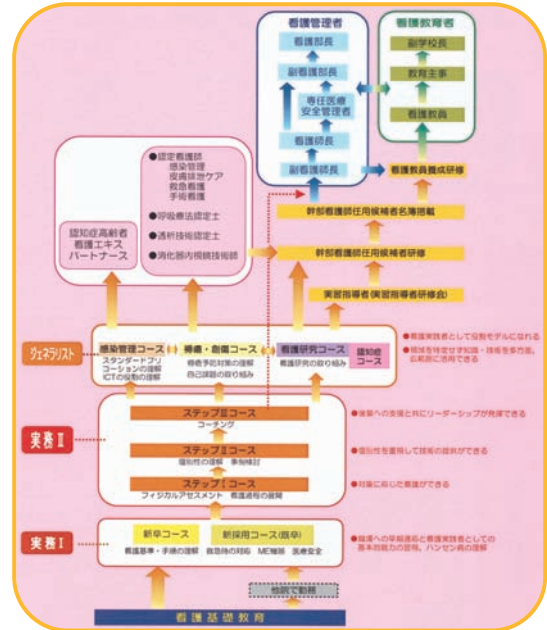 看護管理者
看護部長
副看護部長
専任医療
安全管理者
看護師長
副看護師長
看護教育者
副学校長
教育主事
看護教員
看護教員養成研修
幹部看護師任用候補者名簿搭載
幹部看護師任用候補者研修
実習指導者(実習指導者研修会)
●認定看護師
感染管理
皮膚排泄ケア
救急看護
手術看護
●呼吸療法認定士
●透析技術認定士
●消化器内視鏡技術師
認知症高齢者
看護エキス
パートナース
ジェネラリスト
感染管理コース
スタンダードプリ
コーションの理解
ICTの役割の理解
褥瘡・創傷コース
褥瘡予防対策の理解
自己課題の取り組み
看護研究コース
看護研究の取り組み
認知症
コース
●看護実践者として役割モデルになれる
●領域を特定せず知識・技術を多方面、
広範囲に活用できる
実務Ⅱ
ステップⅢコース
コーチング
ステップⅡコース
個別性の理解 事例検討
ステップⅠコース
フィジカルアセスメント 看護過程の展開
●後輩への支援と共にリーダーシップが発揮できる
●個別性を重視して技術の提供ができる
●対象に応じた看護ができる
実務Ⅰ
新卒コース
看護基準・手順の理解
新採用コース(既卒)
救急時の対応 ME機器 医療安全
●職場への早期適応と看護実践者としての
基本的能力の習得。ハンセン病の理解
他院で勤務
看護基礎教育